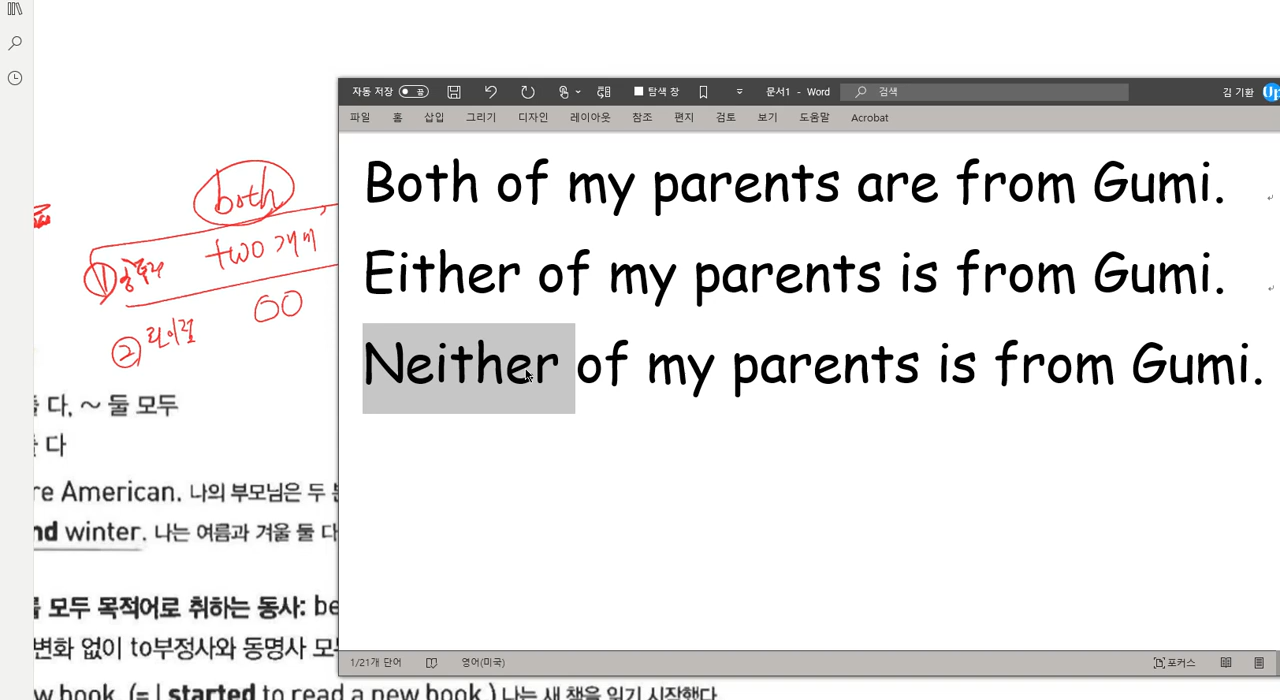 자동 저장 끔 탐색 창 문서1 - Word 검색 김 기환 Up
파일 홈 삽입 그리기 디자인 레이아웃 참조 편지 검토 보기 도움말 Acrobat
Both of my parents are from Gumi.
Either of my parents is from Gumi.
Neither of my parents is from Gumi.
1/21개 단어 영어(미국) 포커스
both
① two 개비
② 00
다, ~ 둘 모두
다
re American. 나의 부모님은 두
nd winter. 나는 여름과 겨울 둘 다
모두 목적어로 취하는 동사: be
변화 없이 to부정사와 동명사 모
w book. (= I started to read a new book.) 나는 새 책을 읽기 시작했다.